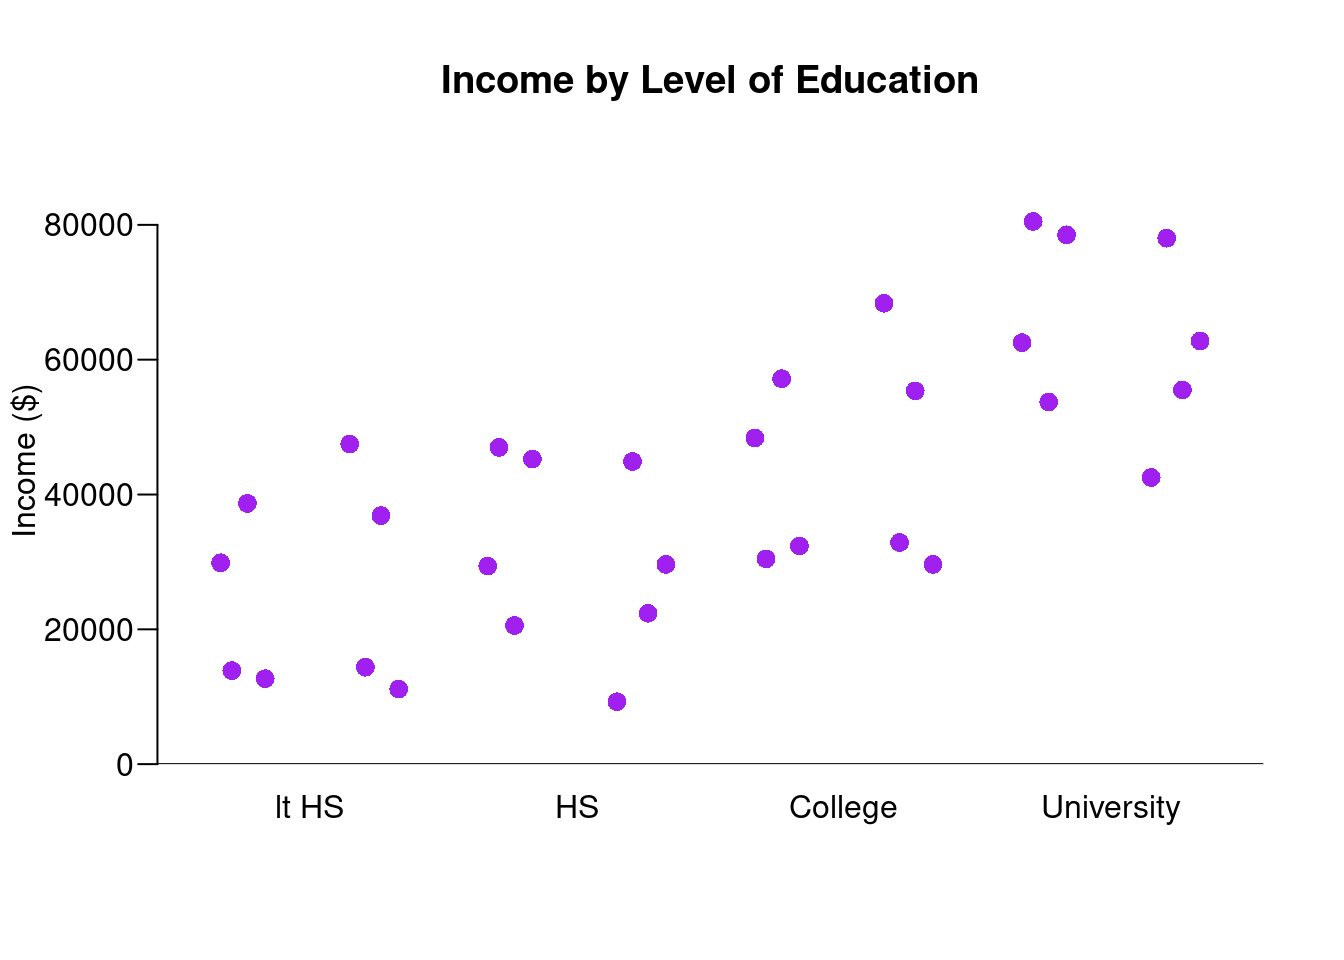 Income by Level of Education
80000
60000
40000
20000
0
Income ($)
lt HS
HS
College
University